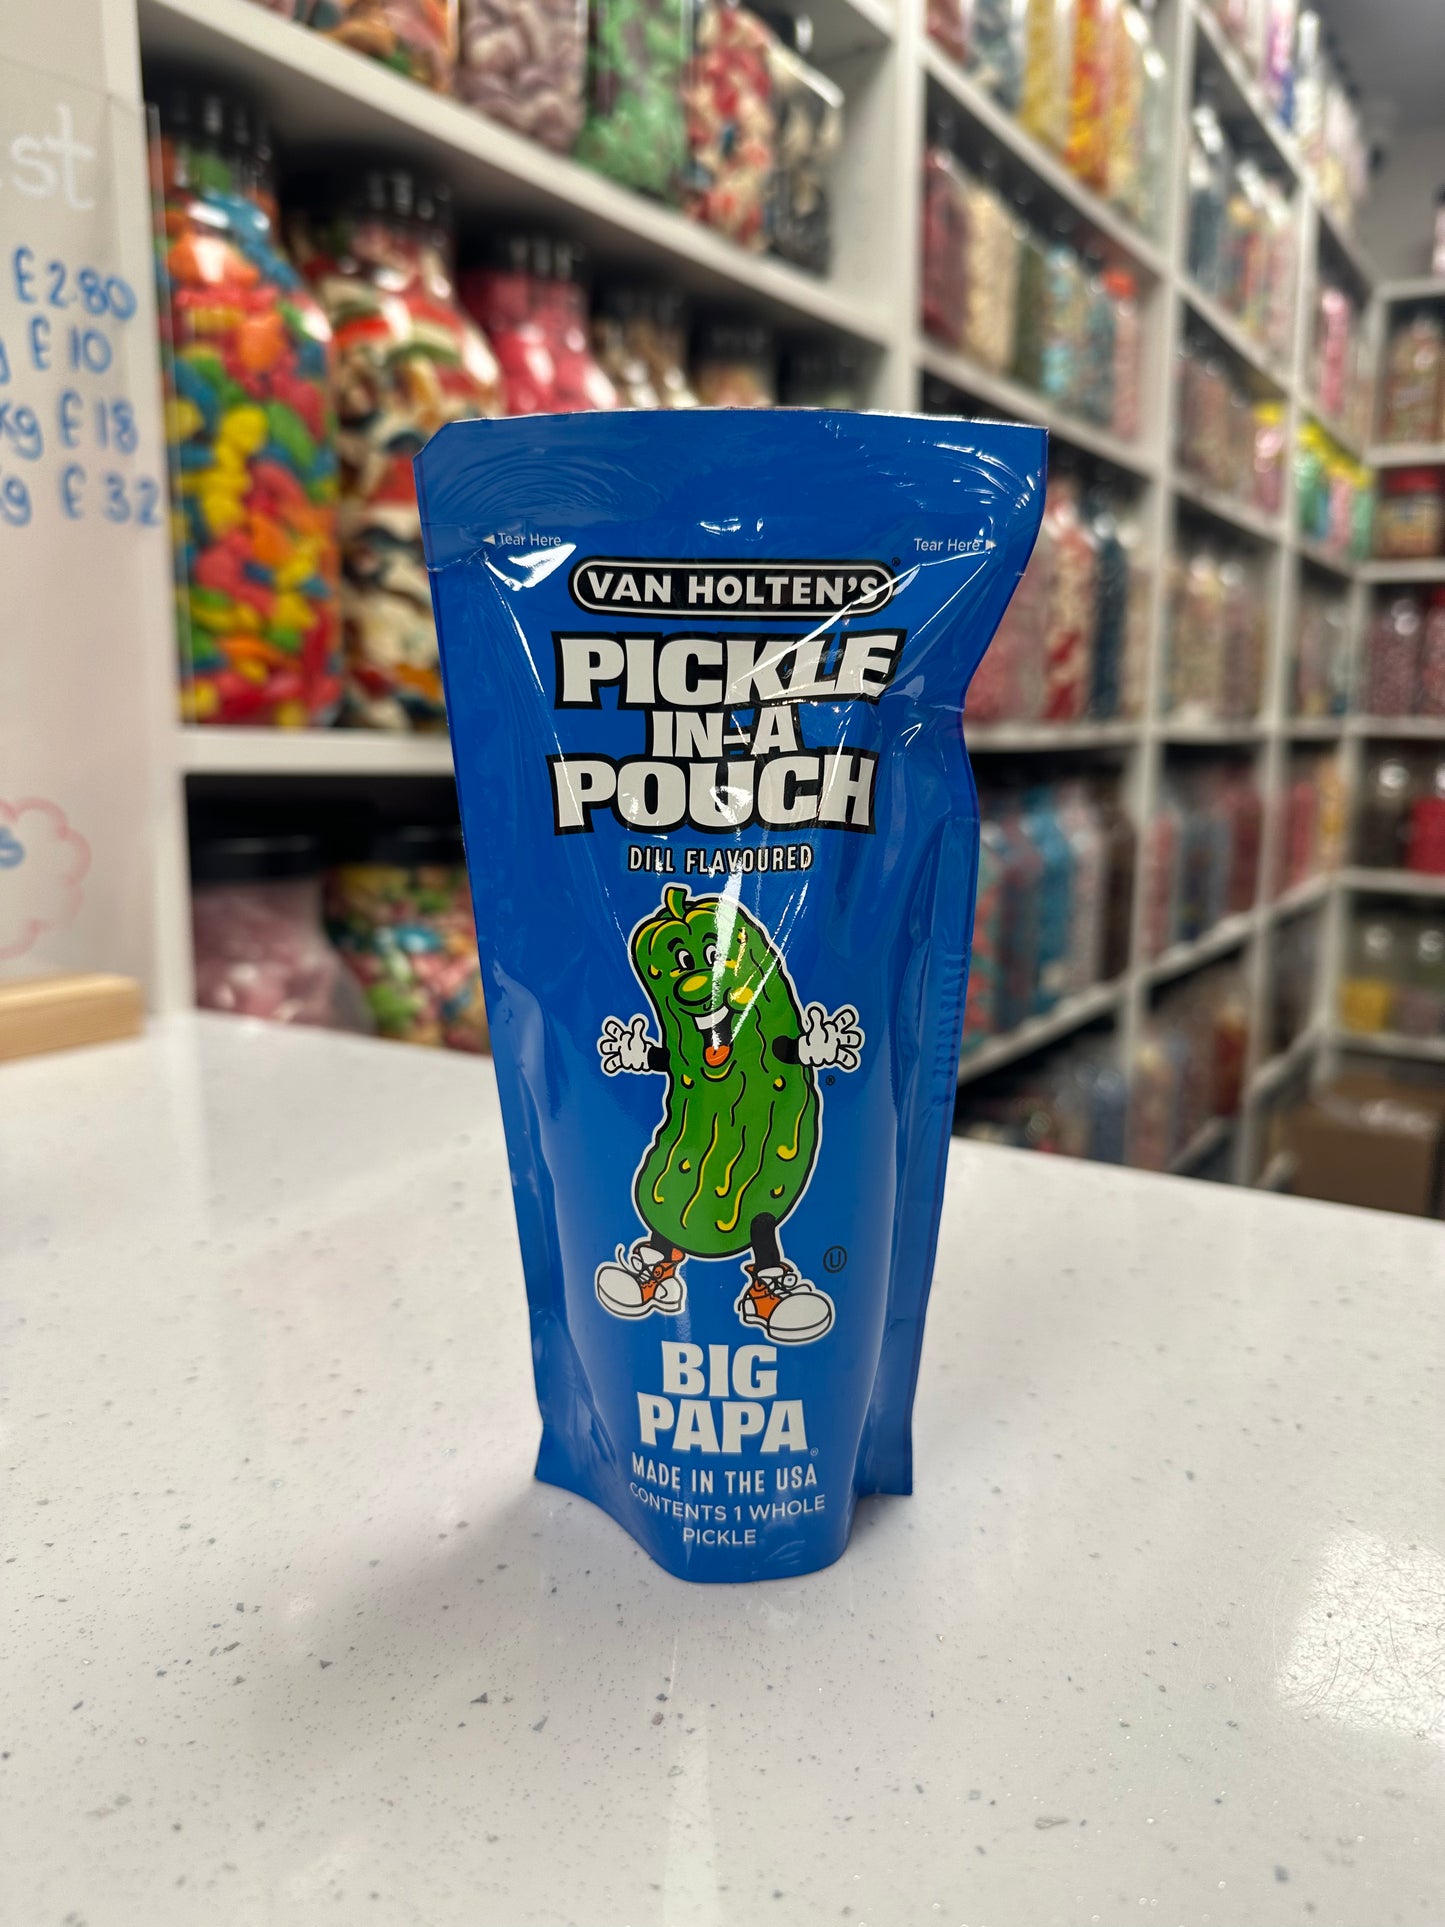 st
£2.80
£10
kg £18
£32
◄Tear Here
Tear Here►
VAN HOLTEN'S®
PICKLE
IN-A
POUCH
DILL FLAVOURED
®
U
BIG
PAPA®
MADE IN THE USA
CONTENTS 1 WHOLE
PICKLE